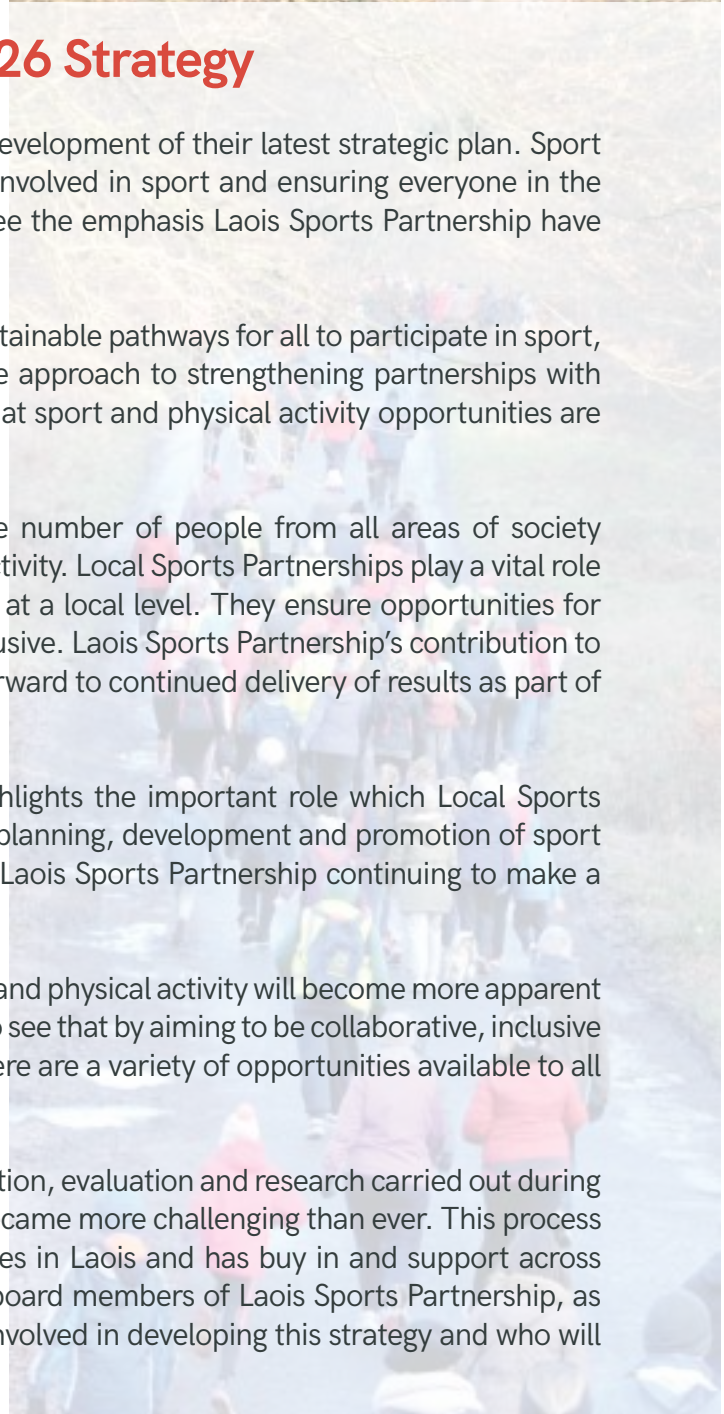 26 Strategy
evelopment of their latest strategic plan. Sport
nvolved in sport and ensuring everyone in the
ee the emphasis Laois Sports Partnership have
tainable pathways for all to participate in sport,
e approach to strengthening partnerships with
at sport and physical activity opportunities are
e number of people from all areas of society
tivity. Local Sports Partnerships play a vital role
at a local level. They ensure opportunities for
usive. Laois Sports Partnership’s contribution to
rward to continued delivery of results as part of
hlights the important role which Local Sports
planning, development and promotion of sport
Laois Sports Partnership continuing to make a
and physical activity will become more apparent
o see that by aiming to be collaborative, inclusive
ere are a variety of opportunities available to all
tion, evaluation and research carried out during
came more challenging than ever. This process
es in Laois and has buy in and support across
board members of Laois Sports Partnership, as
nvolved in developing this strategy and who will